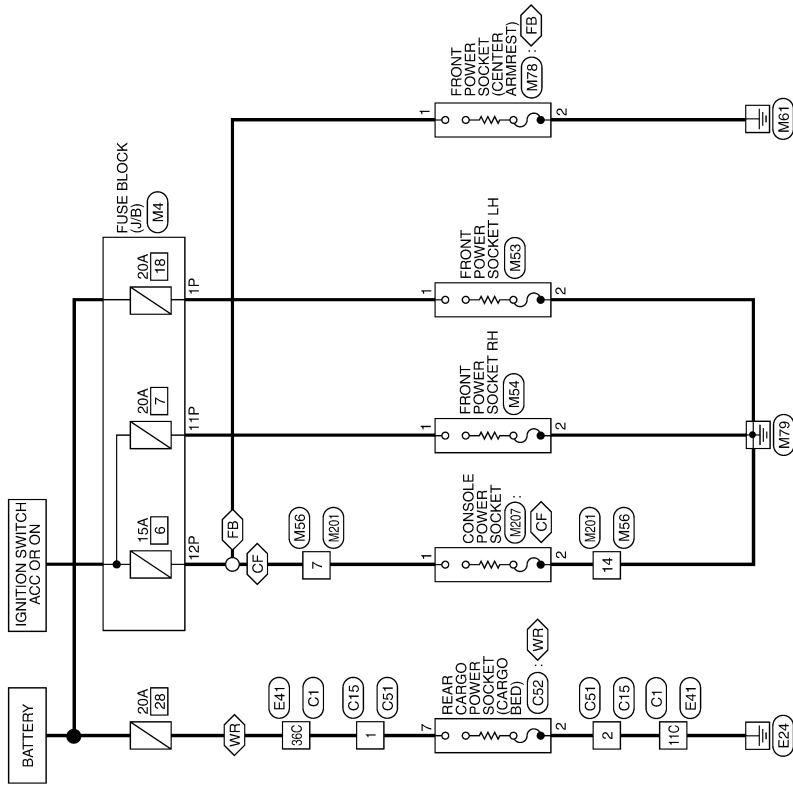 BATTERY
IGNITION SWITCH
ACC OR ON
FUSE BLOCK
(J/B)
M4
20A
28
15A
6
20A
7
20A
18
12P
11P
1P
WR
FB
CF
E41
36C
C1
C15
1
C51
M56
7
M201
REAR
CARGO
POWER
SOCKET
(CARGO
BED)
C52 : WR
7
2
CONSOLE
POWER
SOCKET
M207 :
CF
1
2
FRONT
POWER
SOCKET RH
M54
1
2
FRONT
POWER
SOCKET LH
M53
1
2
FRONT
POWER
SOCKET
(CENTER
ARMREST)
M78 : FB
1
2
C51
2
C15
C1
11C
E41
M201
14
M56
E24
M79
M61